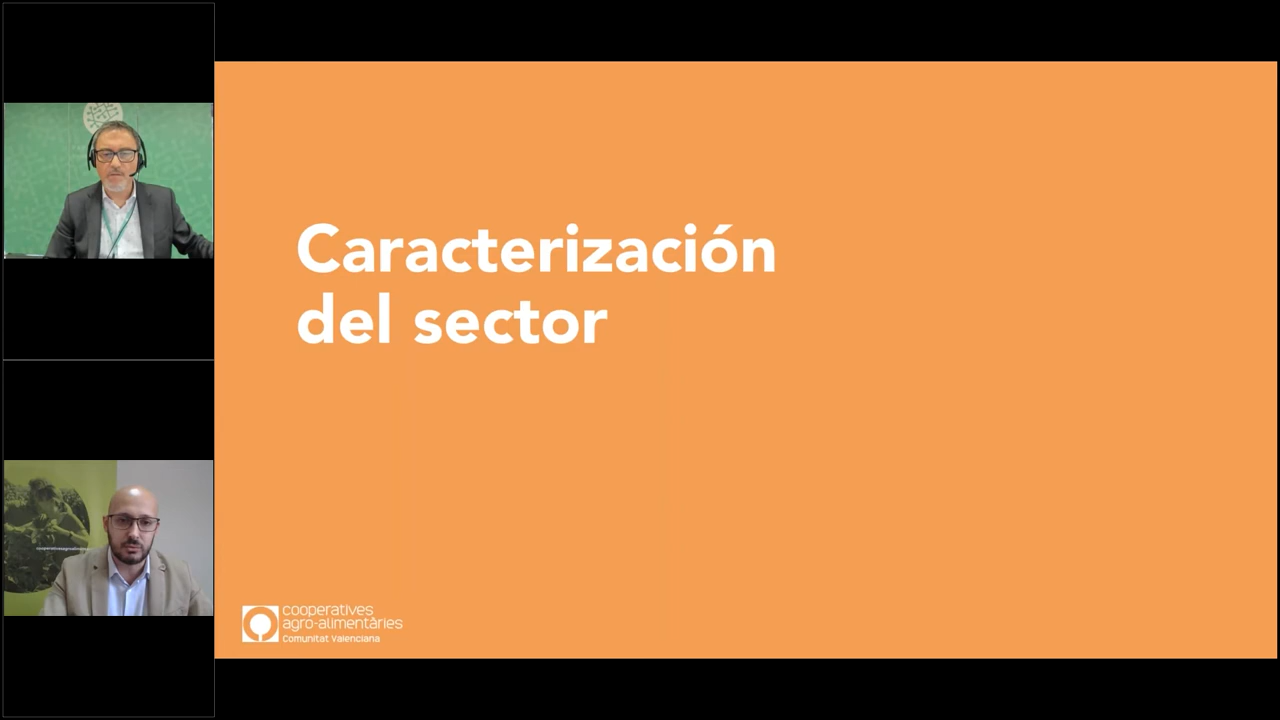 Caracterización
del sector
cooperatives
agro-alimentàries
Comunitat Valenciana